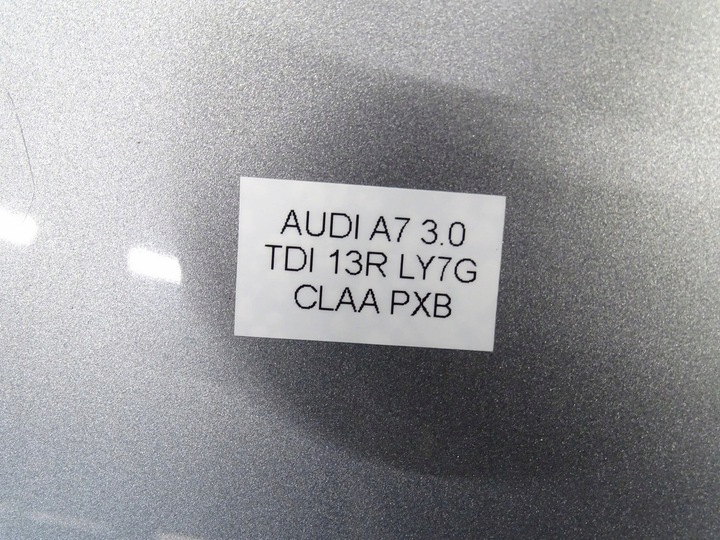 AUDI A7 3.0
TDI 13R LY7G
CLAA PXB